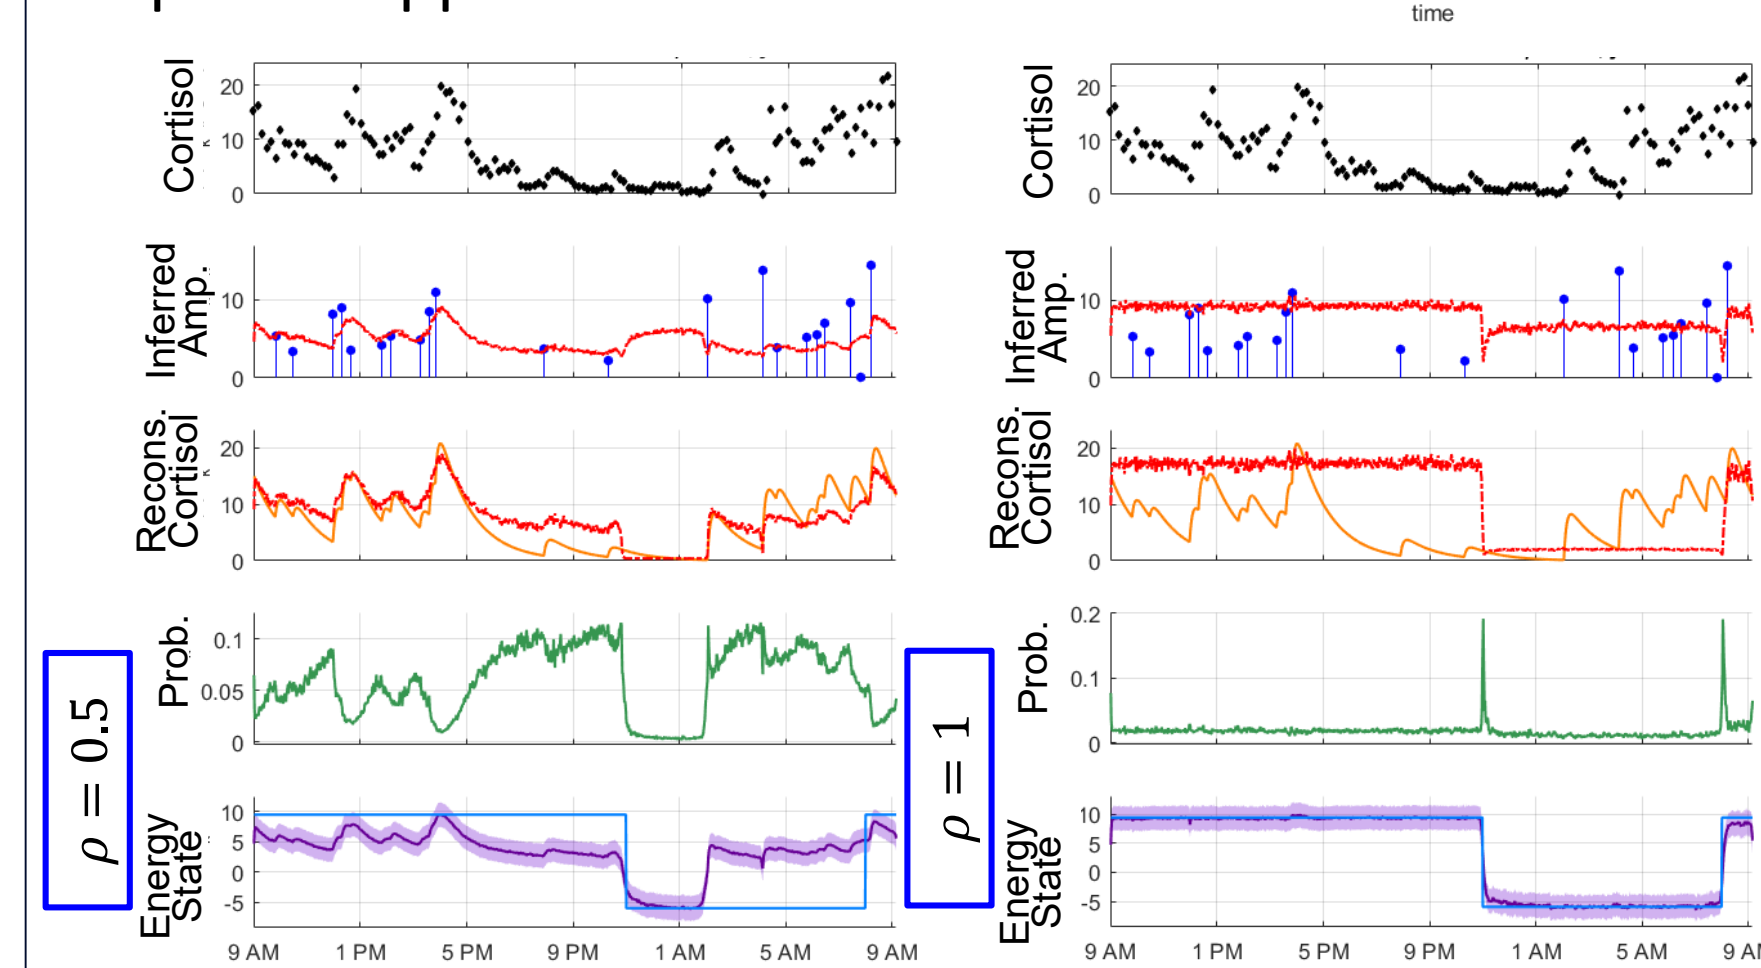 time
Cortisol
20
10
0
Cortisol
20
10
0
Inferred
Amp.
10
0
Inferred
Amp.
10
0
Recons.
Cortisol
20
10
0
Recons.
Cortisol
20
10
0
Prob.
0.1
0.05
0
Prob.
0.2
0.1
0
ρ = 0.5
ρ = 1
Energy
State
10
5
0
-5
9 AM 1 PM 5 PM 9 PM 1 AM 5 AM 9 AM
Energy
State
10
5
0
-5
9 AM 1 PM 5 PM 9 PM 1 AM 5 AM